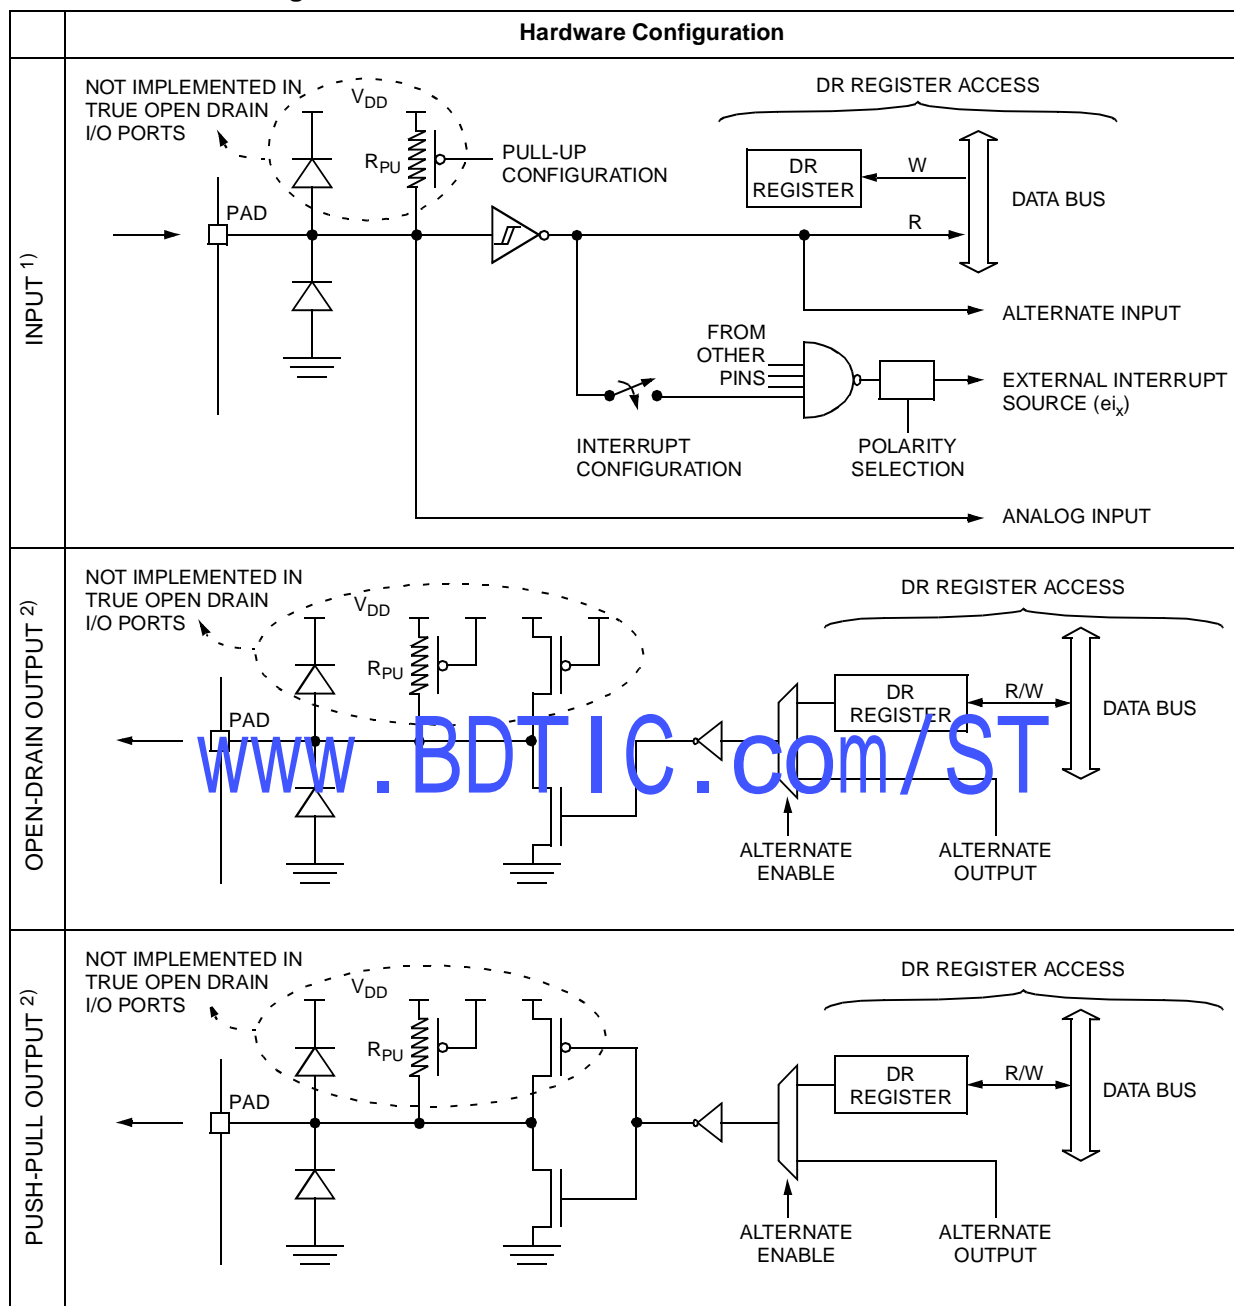 Hardware Configuration
INPUT 1)
NOT IMPLEMENTED IN
TRUE OPEN DRAIN
I/O PORTS
VDD
RPU
PULL-UP
CONFIGURATION
PAD
DR REGISTER ACCESS
DR
REGISTER
W
R
DATA BUS
ALTERNATE INPUT
FROM
OTHER
PINS
EXTERNAL INTERRUPT
SOURCE (eix)
INTERRUPT
CONFIGURATION
POLARITY
SELECTION
ANALOG INPUT
OPEN-DRAIN OUTPUT 2)
NOT IMPLEMENTED IN
TRUE OPEN DRAIN
I/O PORTS
VDD
RPU
PAD
DR REGISTER ACCESS
DR
REGISTER
R/W
DATA BUS
www.BDTIC.com/ST
ALTERNATE
ENABLE
ALTERNATE
OUTPUT
PUSH-PULL OUTPUT 2)
NOT IMPLEMENTED IN
TRUE OPEN DRAIN
I/O PORTS
VDD
RPU
PAD
DR REGISTER ACCESS
DR
REGISTER
R/W
DATA BUS
ALTERNATE
ENABLE
ALTERNATE
OUTPUT